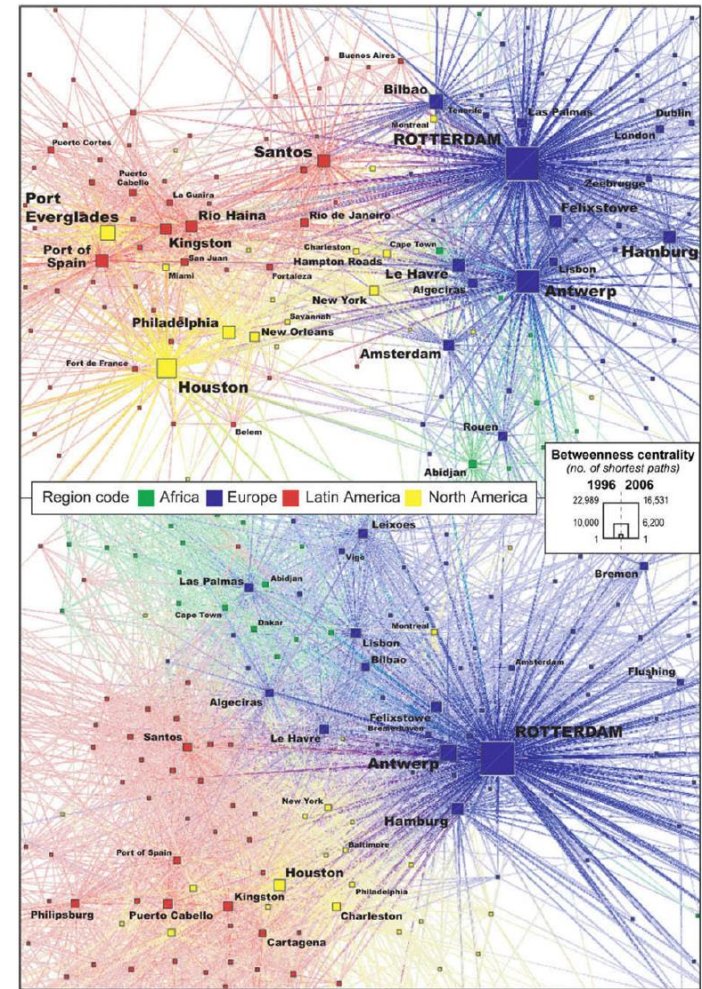 Buenos Aires
Bilbao
Tenerife
Las Palmas
Dublin
Montreal
London
ROTTERDAM
Puerto Cortes
Santos
Zeebrugge
Puerto
Cabello
La Guaira
Port
Everglades
Rio Haina
Rio de Janeiro
Felixstowe
Kingston
Hamburg
Port of
Spain
San Juan
Charleston
Cape Town
Hampton Roads
Miami
Fortaleza
Le Havre
Lisbon
Algeciras
Antwerp
New York
Savannah
Philadelphia
New Orleans
Amsterdam
Fort de France
Houston
Belem
Rouen
Abidjan
Betweenness centrality
(no. of shortest paths)
1996 2006
22,989 16,531
10,000 6,200
1 1
Region code Africa Europe Latin America North America
Leixoes
Vigo
Bremen
Las Palmas
Abidjan
Cape Town
Dakar
Montreal
Lisbon
Bilbao
Amsterdam
Flushing
Algeciras
Felixstowe
Bremerhaven
Le Havre
ROTTERDAM
Santos
Antwerp
New York
Hamburg
Baltimore
Port of Spain
Houston
Philadelphia
Kingston
Philipsburg
Puerto Cabello
Charleston
Cartagena